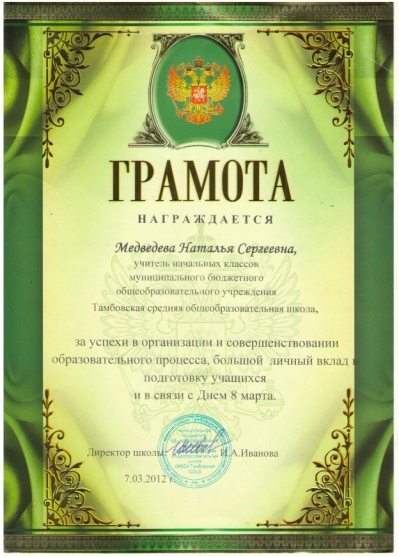 ГРАМОТА
НАГРАЖДАЕТСЯ
Медведева Наталья Сергеевна,
учитель начальных классов
муниципального бюджетного
общеобразовательного учреждения
Тамбовская средняя общеобразовательная школа,
за успехи в организации и совершенствовании
образовательного процесса, большой личный вклад в
подготовку учащихся
и в связи с Днем 8 марта.
Директор школы: И.А.Иванова
7.03.2012 г.